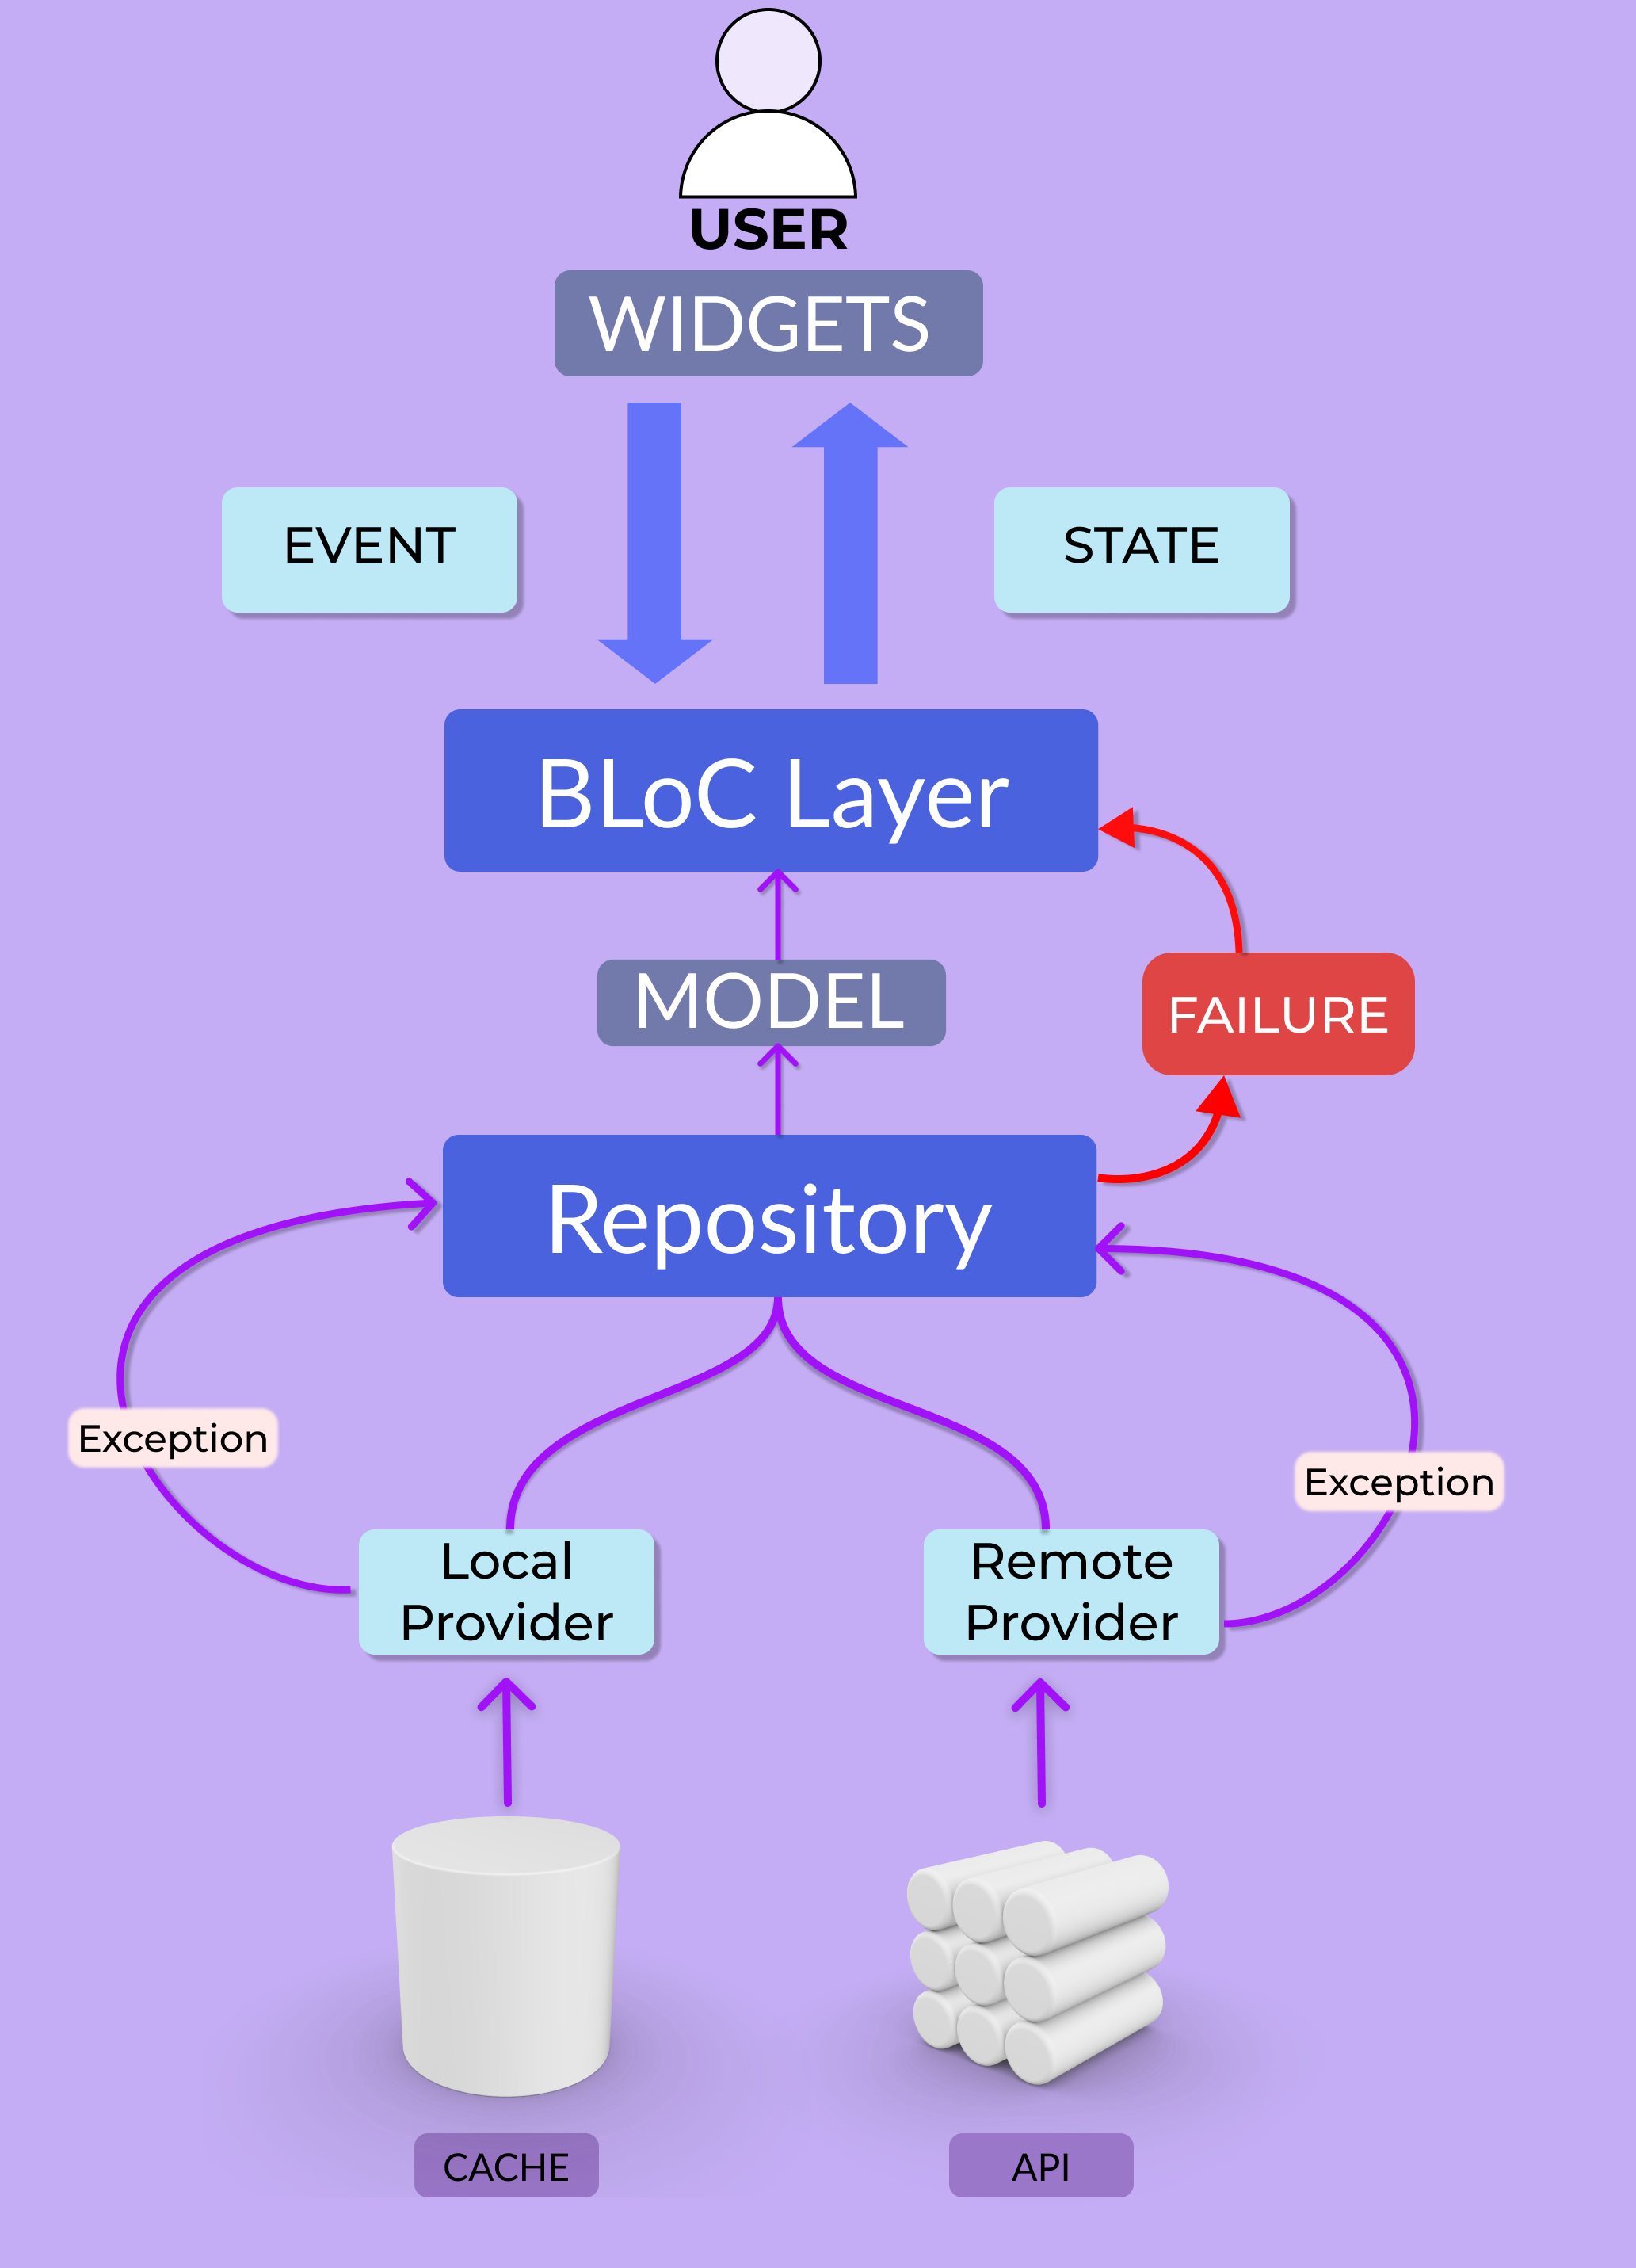 USER
WIDGETS
EVENT
STATE
BLoC Layer
MODEL
FAILURE
Repository
Exception
Exception
Local
Provider
Remote
Provider
CACHE
API